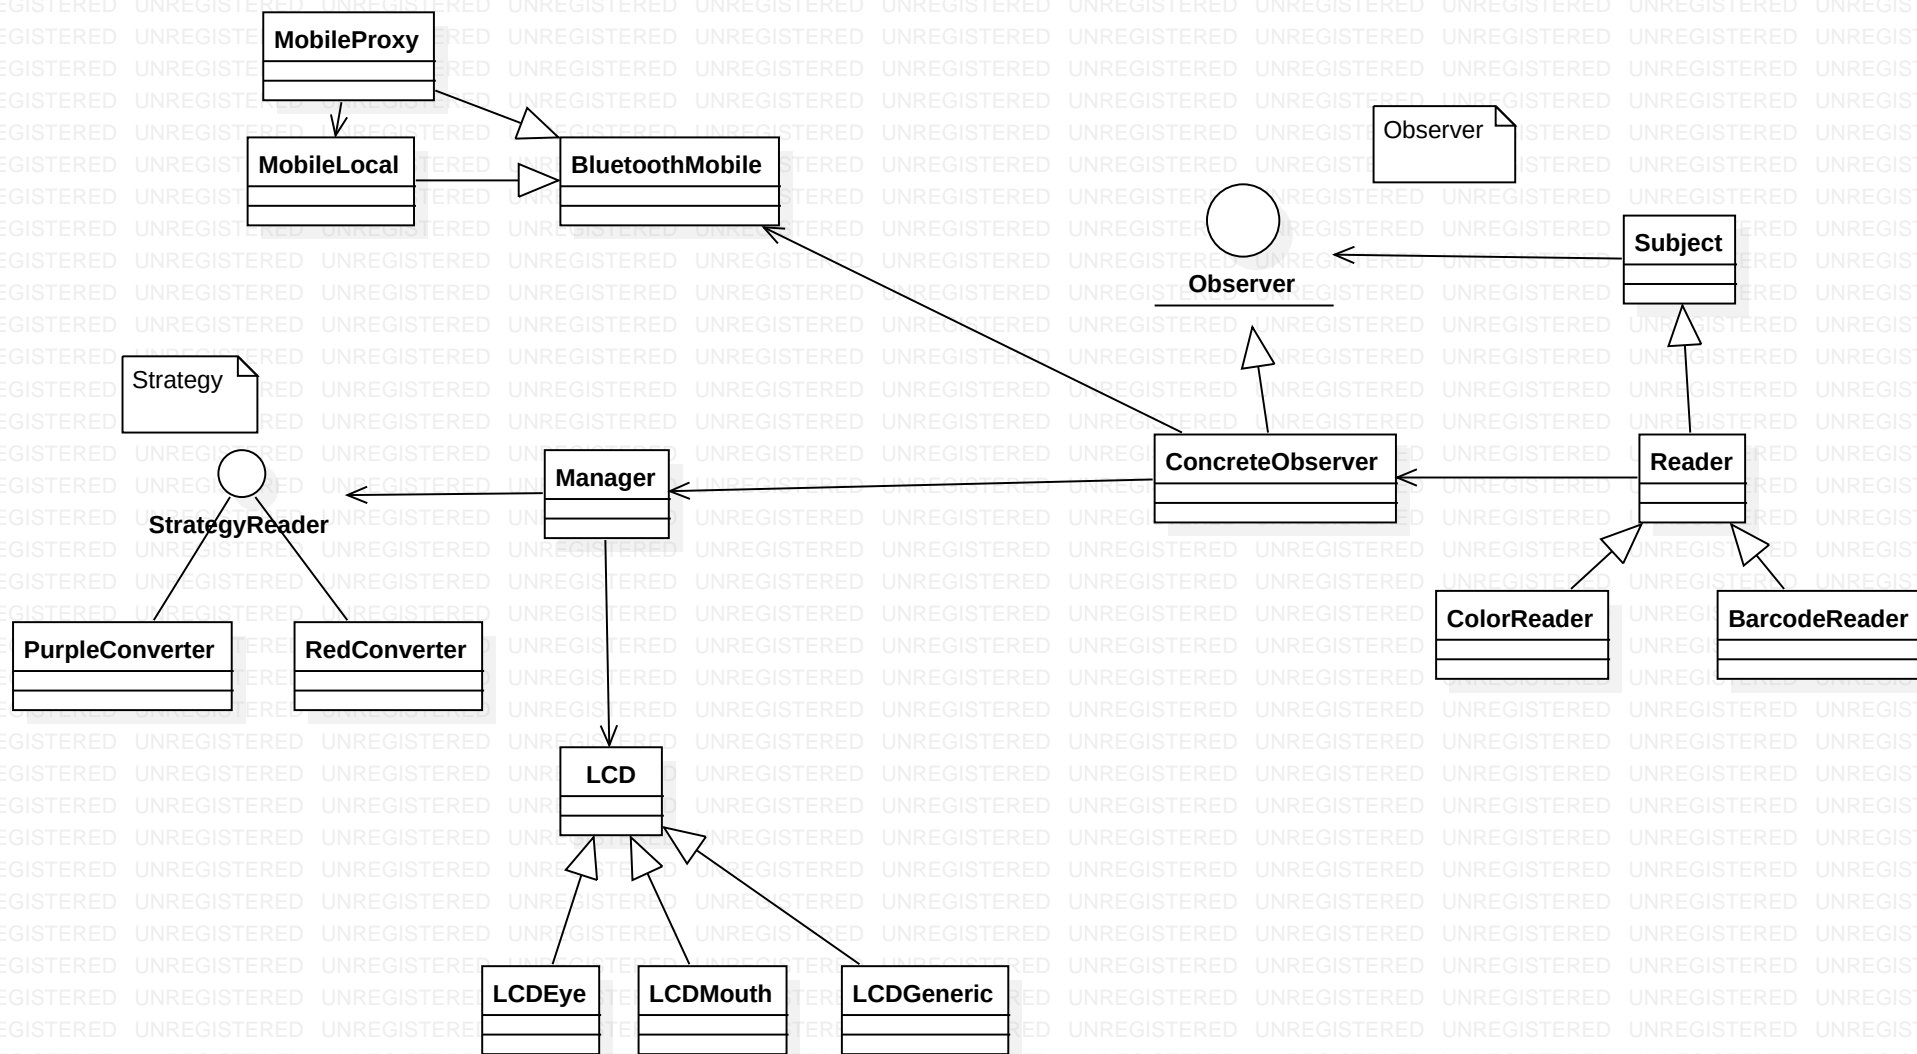 MobileProxy
MobileLocal
BluetoothMobile
Observer
Observer
Subject
Strategy
StrategyReader
Manager
ConcreteObserver
Reader
PurpleConverter
RedConverter
ColorReader
BarcodeReader
LCD
LCDEye
LCDMouth
LCDGeneric
UNREGISTERED